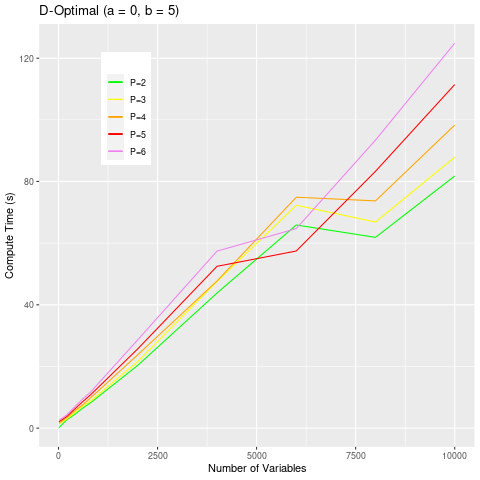 D-Optimal (a = 0, b = 5)
120
80
40
0
Compute Time (s)
P=2
P=3
P=4
P=5
P=6
0 2500 5000 7500 10000
Number of Variables